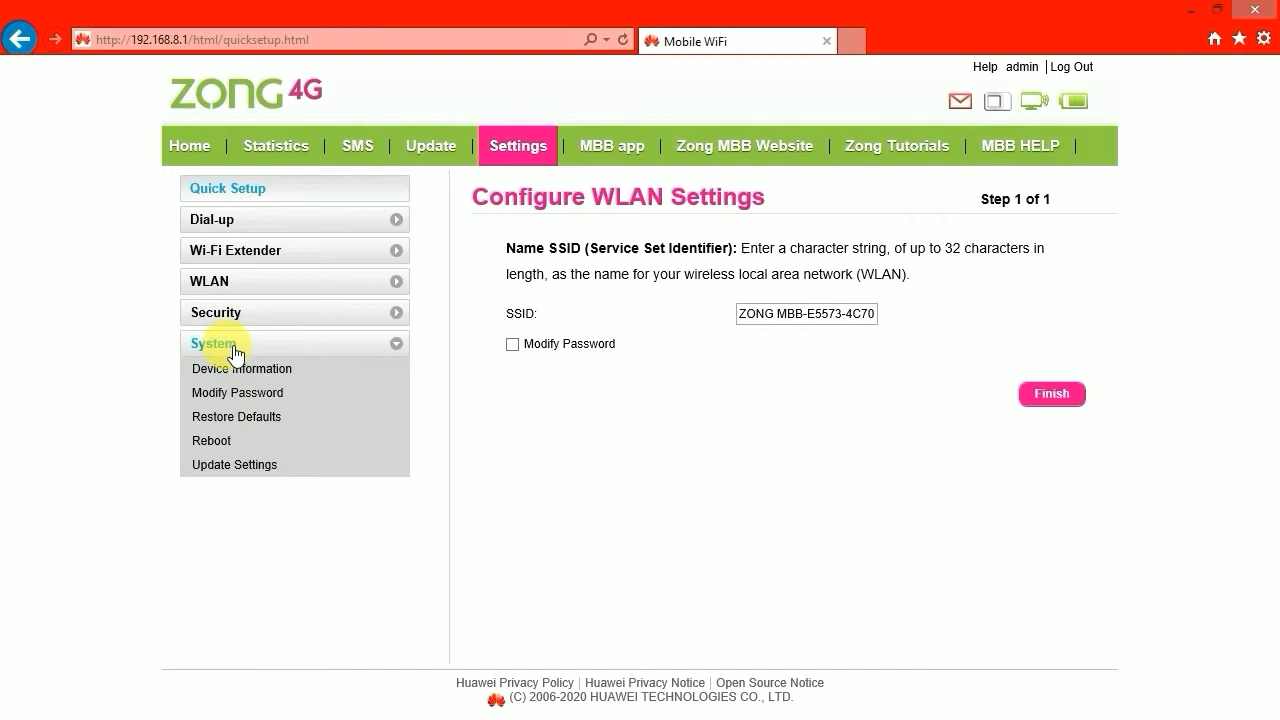 http://192.168.8.1/html/quicksetup.html
Mobile WiFi
Help admin Log Out
ZONG 4G
Home Statistics SMS Update Settings MBB app Zong MBB Website Zong Tutorials MBB HELP
Quick Setup
Dial-up
Wi-Fi Extender
WLAN
Security
System
Device Information
Modify Password
Restore Defaults
Reboot
Update Settings
Configure WLAN Settings
Step 1 of 1
Name SSID (Service Set Identifier): Enter a character string, of up to 32 characters in
length, as the name for your wireless local area network (WLAN).
SSID: ZONG MBB-E5573-4C70
Modify Password
Finish
Huawei Privacy Policy Huawei Privacy Notice Open Source Notice
(C) 2006-2020 HUAWEI TECHNOLOGIES CO., LTD.